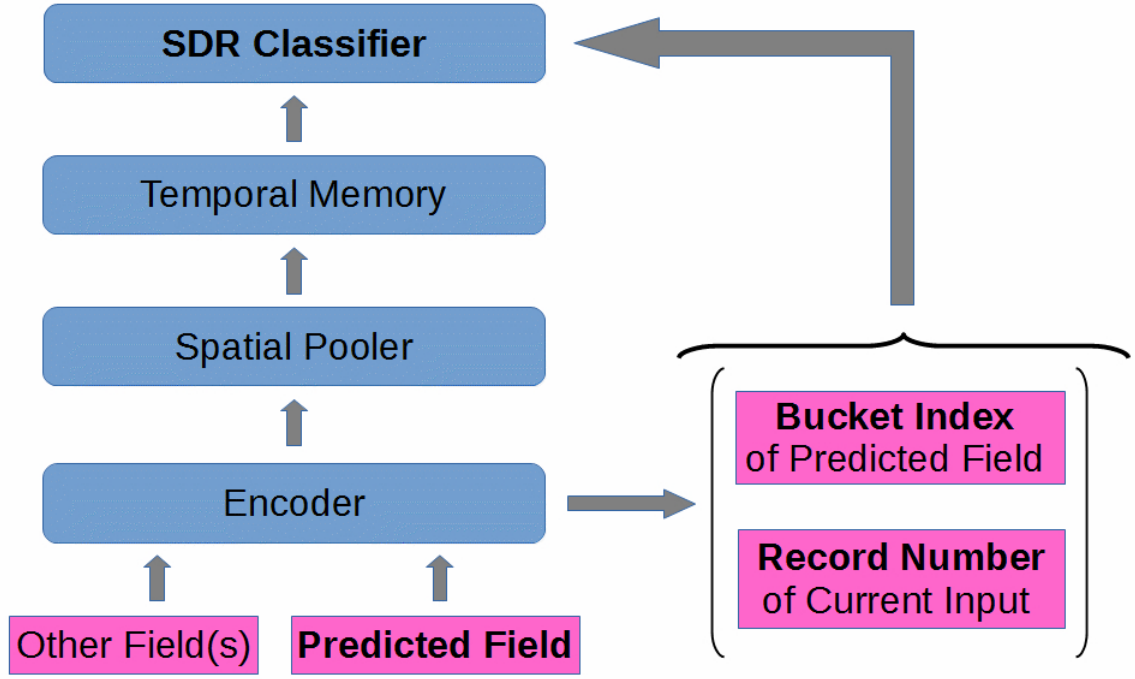 SDR Classifier
Temporal Memory
Spatial Pooler
Encoder
Other Field(s)
Predicted Field
Bucket Index
of Predicted Field
Record Number
of Current Input